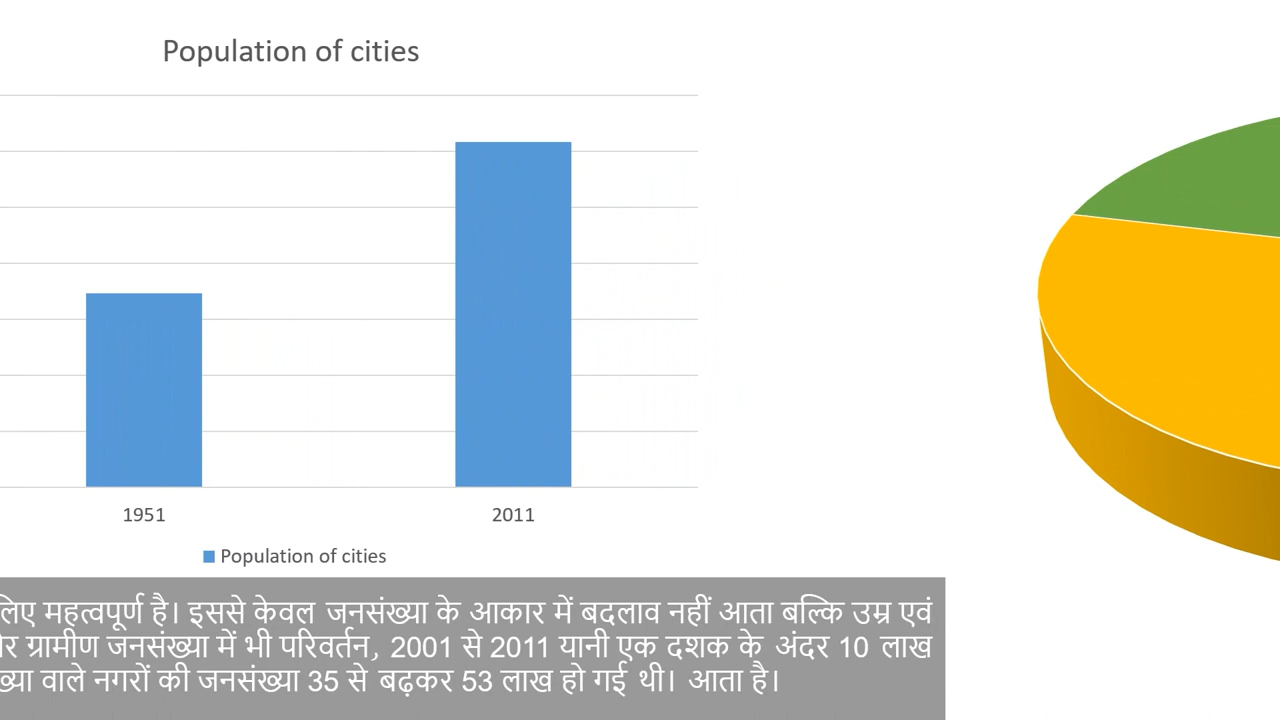 Population of cities
1951
2011
Population of cities
लिए महत्वपूर्ण है। इससे केवल जनसंख्या के आकार में बदलाव नहीं आता बल्कि उम्र एवं
ग्रामीण जनसंख्या में भी परिवर्तन, 2001 से 2011 यानी एक दशक के अंदर 10 लाख
वाले नगरों की जनसंख्या 35 से बढ़कर 53 लाख हो गई थी। आता है।